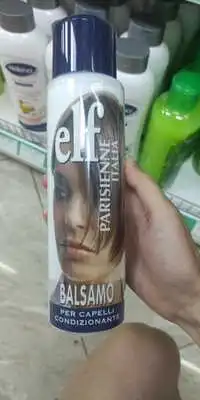 elf
PARISIENNE
ITALIA
BALSAMO
PER CAPELLI
CONDIZIONANTE